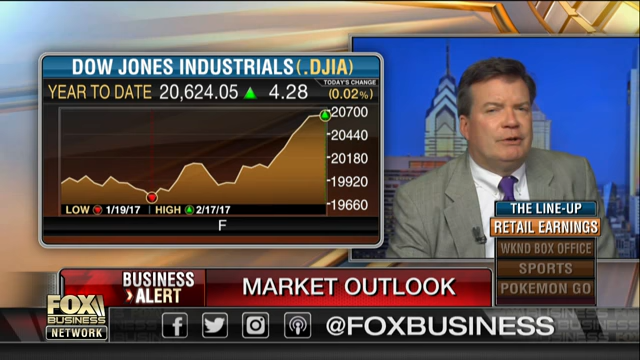 DOW JONES INDUSTRIALS(.DJIA)
YEAR TO DATE 20,624.05 4.28 TODAY'S CHANGE (0.02%)
20700
20440
20180
19920
19660
LOW 1/19/17 HIGH 2/17/17
F
THE LINE-UP
RETAIL EARNINGS
WKND BOX OFFICE
SPORTS
POKEMON GO
BUSINESS
ALERT
MARKET OUTLOOK
FOX
BUSINESS
NETWORK
@FOXBUSINESS